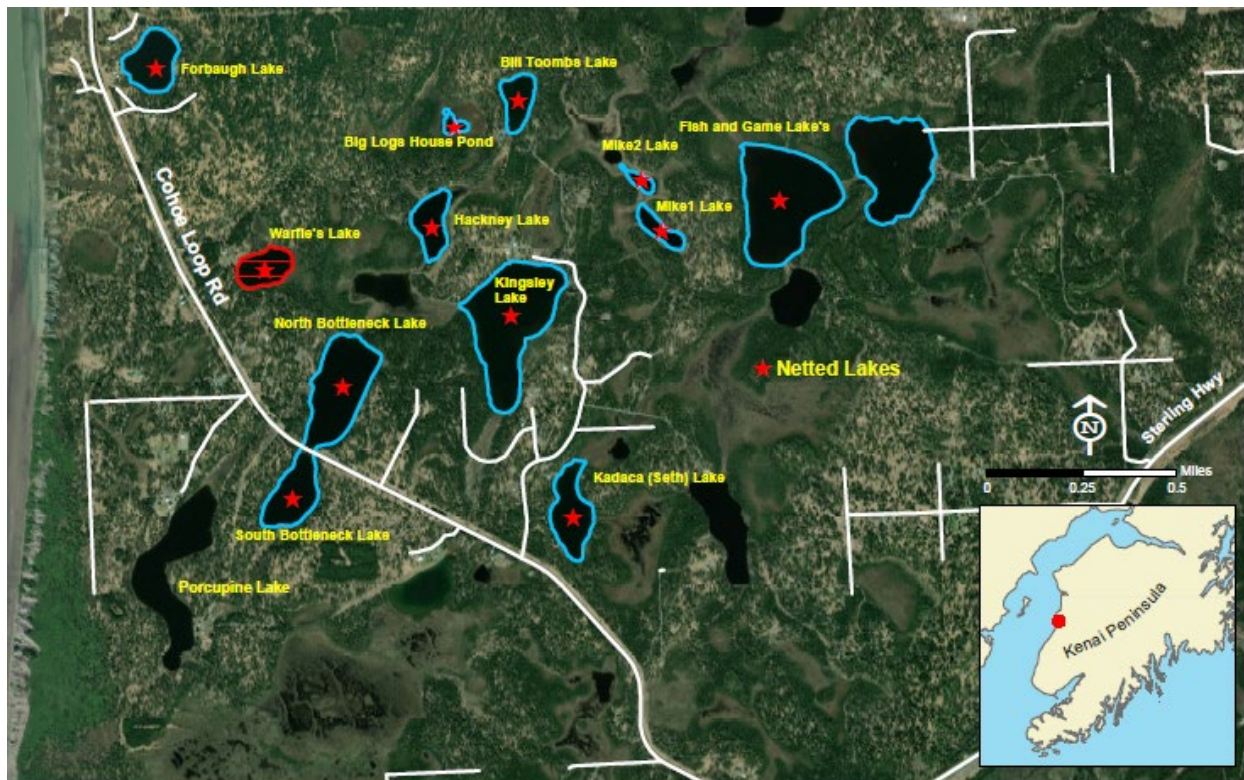 Forbaugh Lake
Bill Toombs Lake
Big Logs House Pond
Fish and Game Lake's
Mike2 Lake
Mike1 Lake
Hackney Lake
Warfle's Lake
Cohoe Loop Rd
Kingsley
Lake
North Bottleneck Lake
Netted Lakes
N
Sterling Hwy
Miles
0 0.25 0.5
Kadaca (Seth) Lake
South Bottleneck Lake
Porcupine Lake
Kenai Peninsula